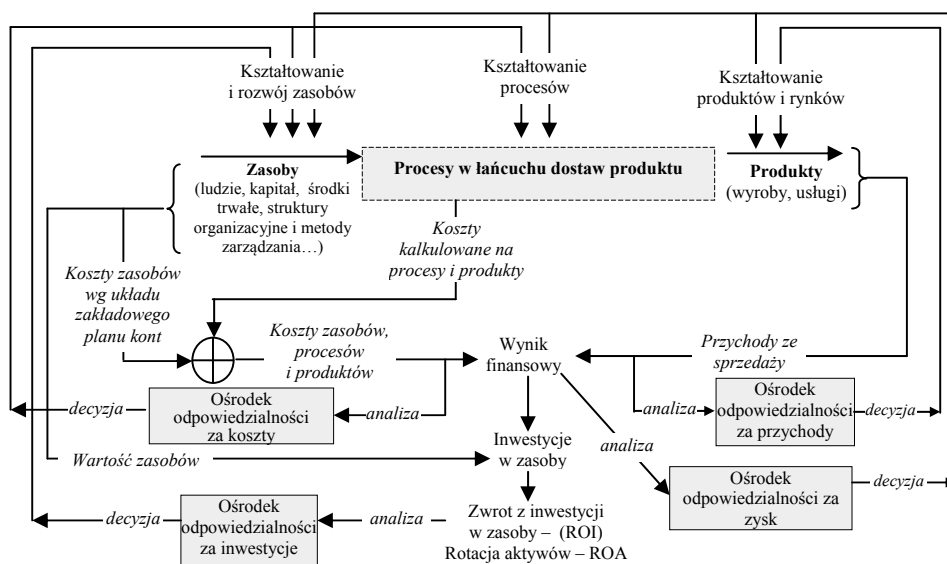 Kształtowanie
i rozwój zasobów
Kształtowanie
procesów
Kształtowanie
produktów i rynków
Zasoby
(ludzie, kapitał, środki
trwałe, struktury
organizacyjne i metody
zarządzania…)
Procesy w łańcuchu dostaw produktu
Produkty
(wyroby, usługi)
Koszty
kalkulowane na
procesy i produkty
Koszty zasobów
wg układu
zakładowego
planu kont
Koszty zasobów,
procesów
i produktów
Wynik
finansowy
Przychody ze
sprzedaży
decyzja
Ośrodek
odpowiedzialności
za koszty
analiza
analiza
analiza
Ośrodek
odpowiedzialności
za przychody
decyzja
Wartość zasobów
Inwestycje
w zasoby
Ośrodek
odpowiedzialności za
zysk
decyzja
decyzja
Ośrodek
odpowiedzialności
za inwestycje
analiza
Zwrot z inwestycji
w zasoby – (ROI)
Rotacja aktywów – ROA